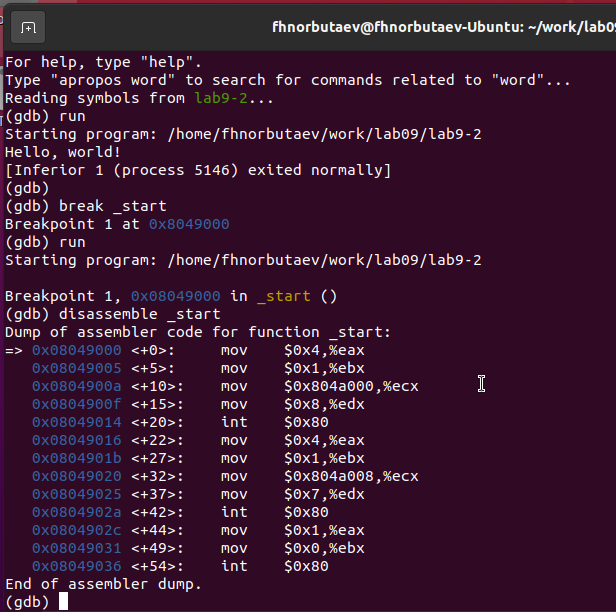 fhnorbutaev@fhnorbutaev-Ubuntu: ~/work/lab09
For help, type "help".
Type "apropos word" to search for commands related to "word"...
Reading symbols from lab9-2...
(gdb) run
Starting program: /home/fhnorbutaev/work/lab09/lab9-2
Hello, world!
[Inferior 1 (process 5146) exited normally]
(gdb)
(gdb) break _start
Breakpoint 1 at 0x8049000
(gdb) run
Starting program: /home/fhnorbutaev/work/lab09/lab9-2

Breakpoint 1, 0x08049000 in _start ()
(gdb) disassemble _start
Dump of assembler code for function _start:
=> 0x08049000 <+0>:     mov    $0x4,%eax
   0x08049005 <+5>:     mov    $0x1,%ebx
   0x0804900a <+10>:    mov    $0x804a000,%ecx
   0x0804900f <+15>:    mov    $0x8,%edx
   0x08049014 <+20>:    int    $0x80
   0x08049016 <+22>:    mov    $0x4,%eax
   0x0804901b <+27>:    mov    $0x1,%ebx
   0x08049020 <+32>:    mov    $0x804a008,%ecx
   0x08049025 <+37>:    mov    $0x7,%edx
   0x0804902a <+42>:    int    $0x80
   0x0804902c <+44>:    mov    $0x1,%eax
   0x08049031 <+49>:    mov    $0x0,%ebx
   0x08049036 <+54>:    int    $0x80
End of assembler dump.
(gdb)